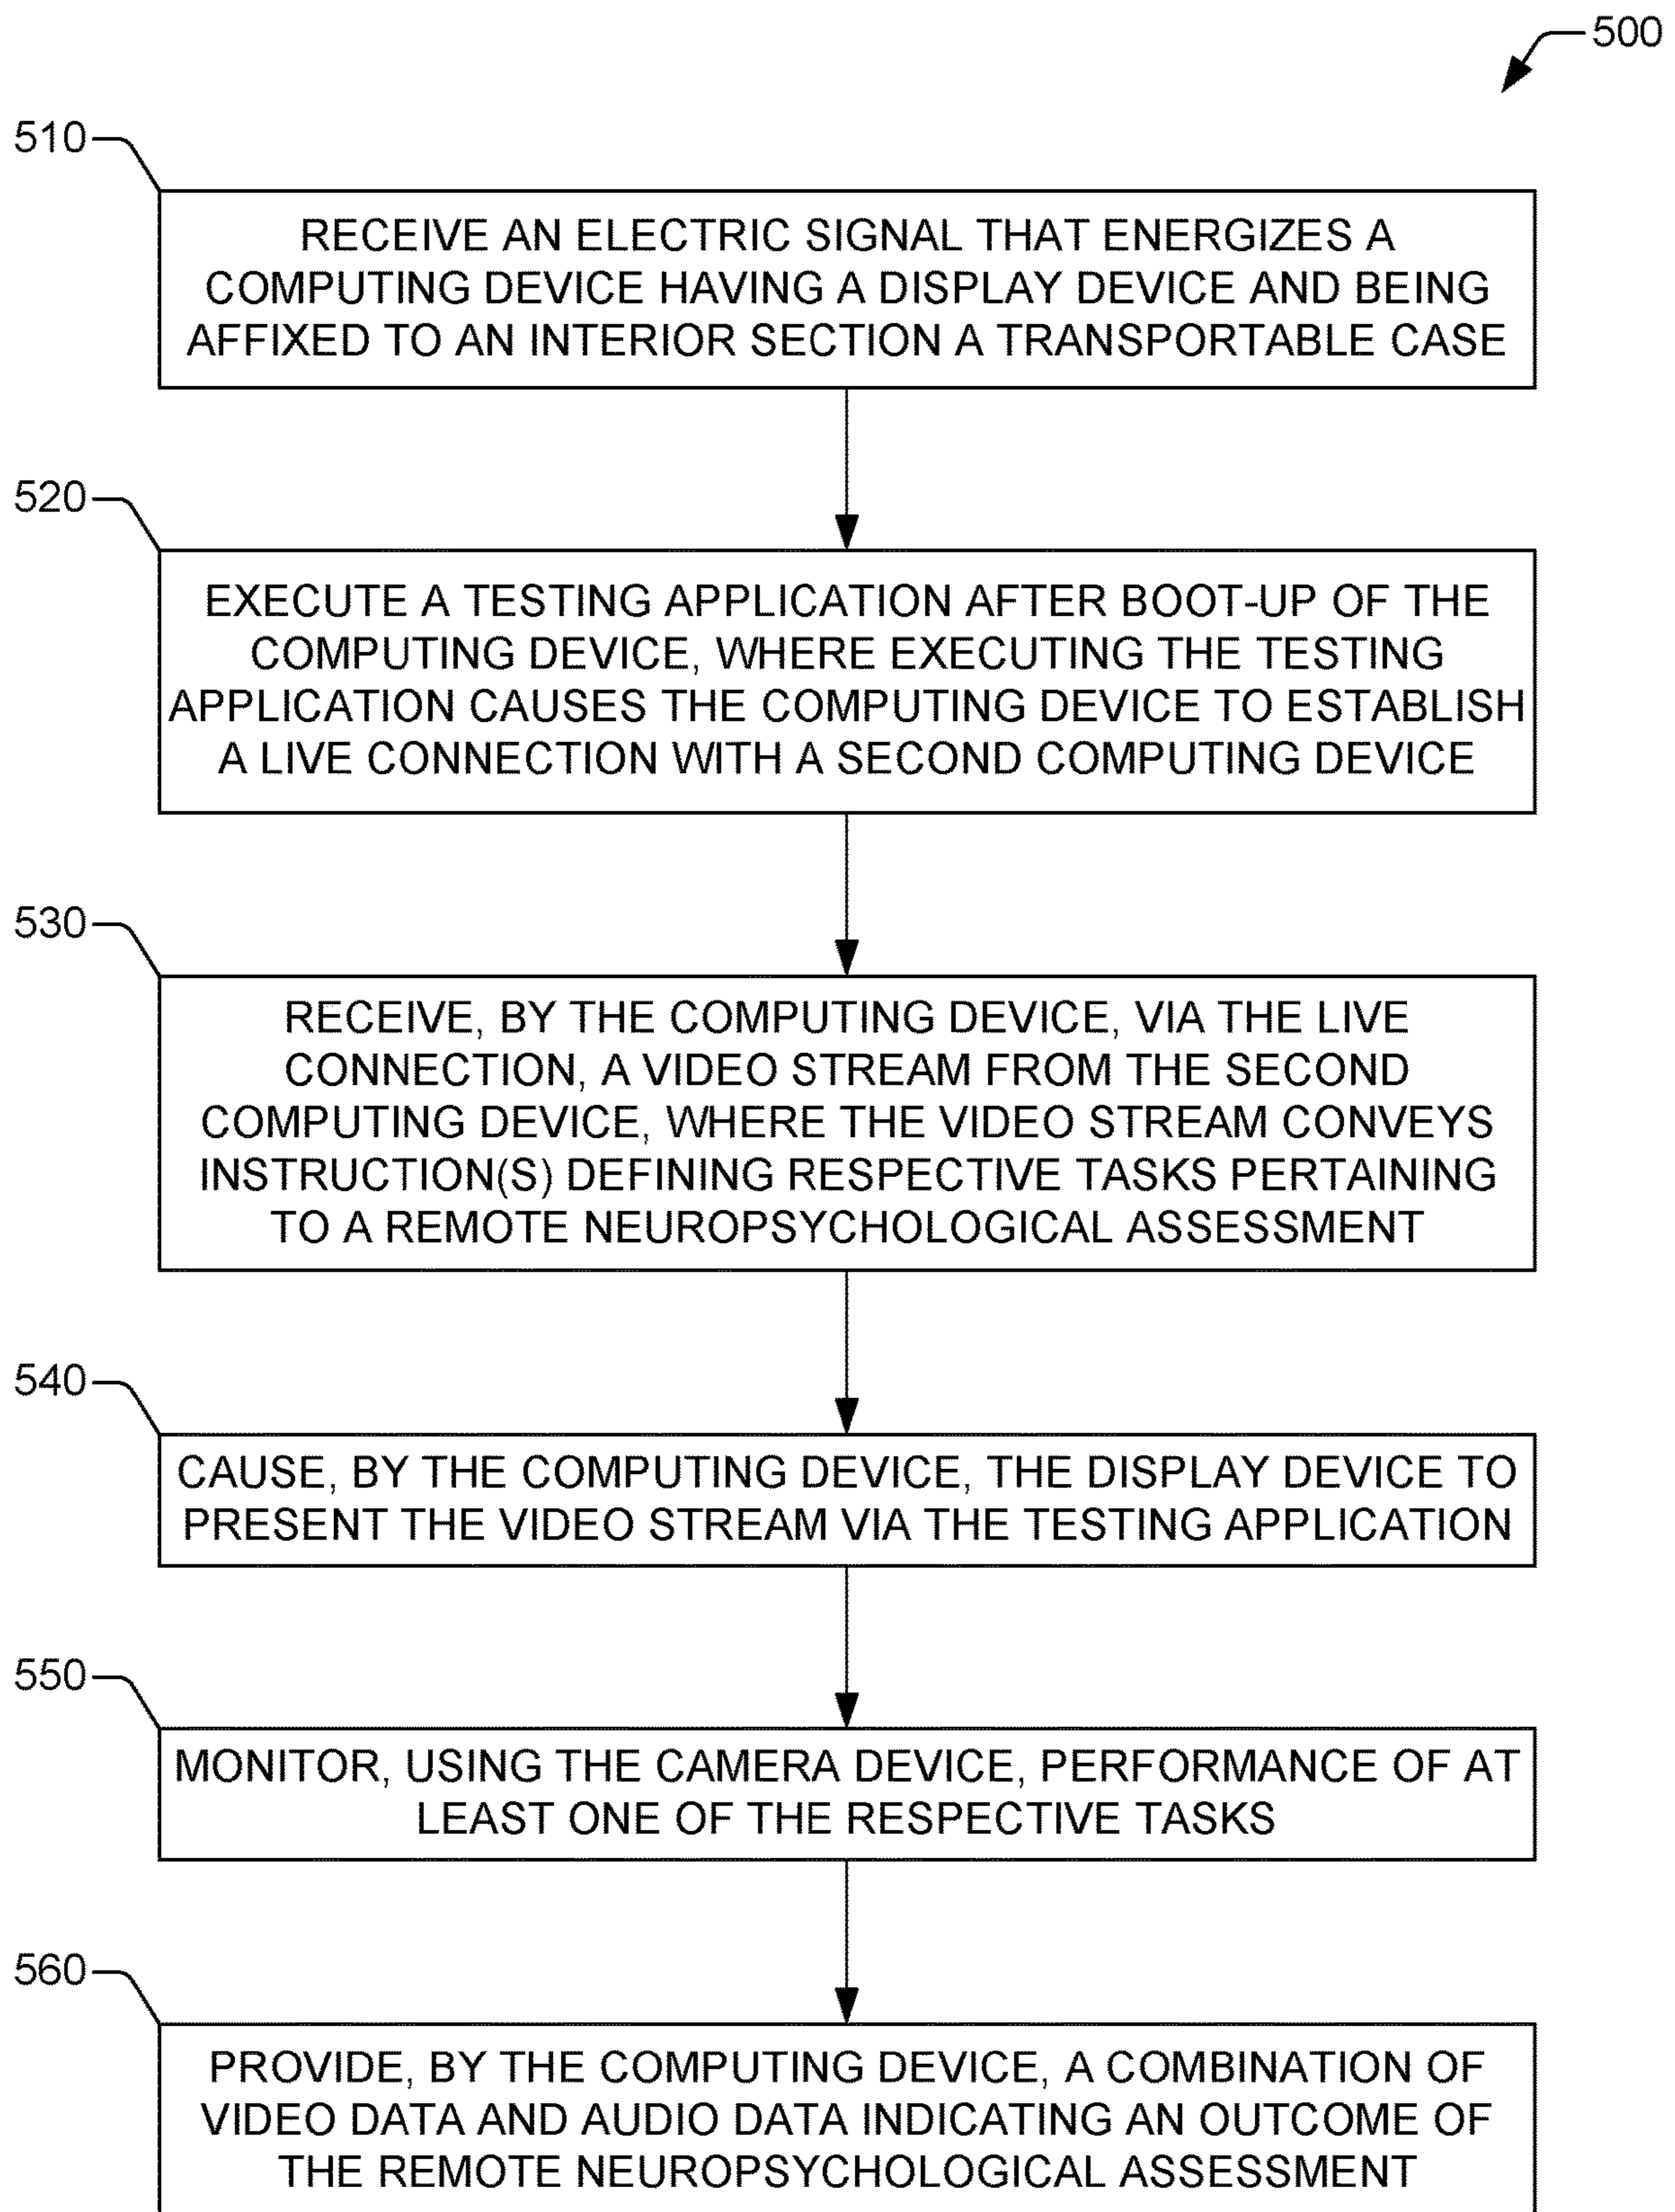 500
510
RECEIVE AN ELECTRIC SIGNAL THAT ENERGIZES A
COMPUTING DEVICE HAVING A DISPLAY DEVICE AND BEING
AFFIXED TO AN INTERIOR SECTION A TRANSPORTABLE CASE
520
EXECUTE A TESTING APPLICATION AFTER BOOT-UP OF THE
COMPUTING DEVICE, WHERE EXECUTING THE TESTING
APPLICATION CAUSES THE COMPUTING DEVICE TO ESTABLISH
A LIVE CONNECTION WITH A SECOND COMPUTING DEVICE
530
RECEIVE, BY THE COMPUTING DEVICE, VIA THE LIVE
CONNECTION, A VIDEO STREAM FROM THE SECOND
COMPUTING DEVICE, WHERE THE VIDEO STREAM CONVEYS
INSTRUCTION(S) DEFINING RESPECTIVE TASKS PERTAINING
TO A REMOTE NEUROPSYCHOLOGICAL ASSESSMENT
540
CAUSE, BY THE COMPUTING DEVICE, THE DISPLAY DEVICE TO
PRESENT THE VIDEO STREAM VIA THE TESTING APPLICATION
550
MONITOR, USING THE CAMERA DEVICE, PERFORMANCE OF AT
LEAST ONE OF THE RESPECTIVE TASKS
560
PROVIDE, BY THE COMPUTING DEVICE, A COMBINATION OF
VIDEO DATA AND AUDIO DATA INDICATING AN OUTCOME OF
THE REMOTE NEUROPSYCHOLOGICAL ASSESSMENT